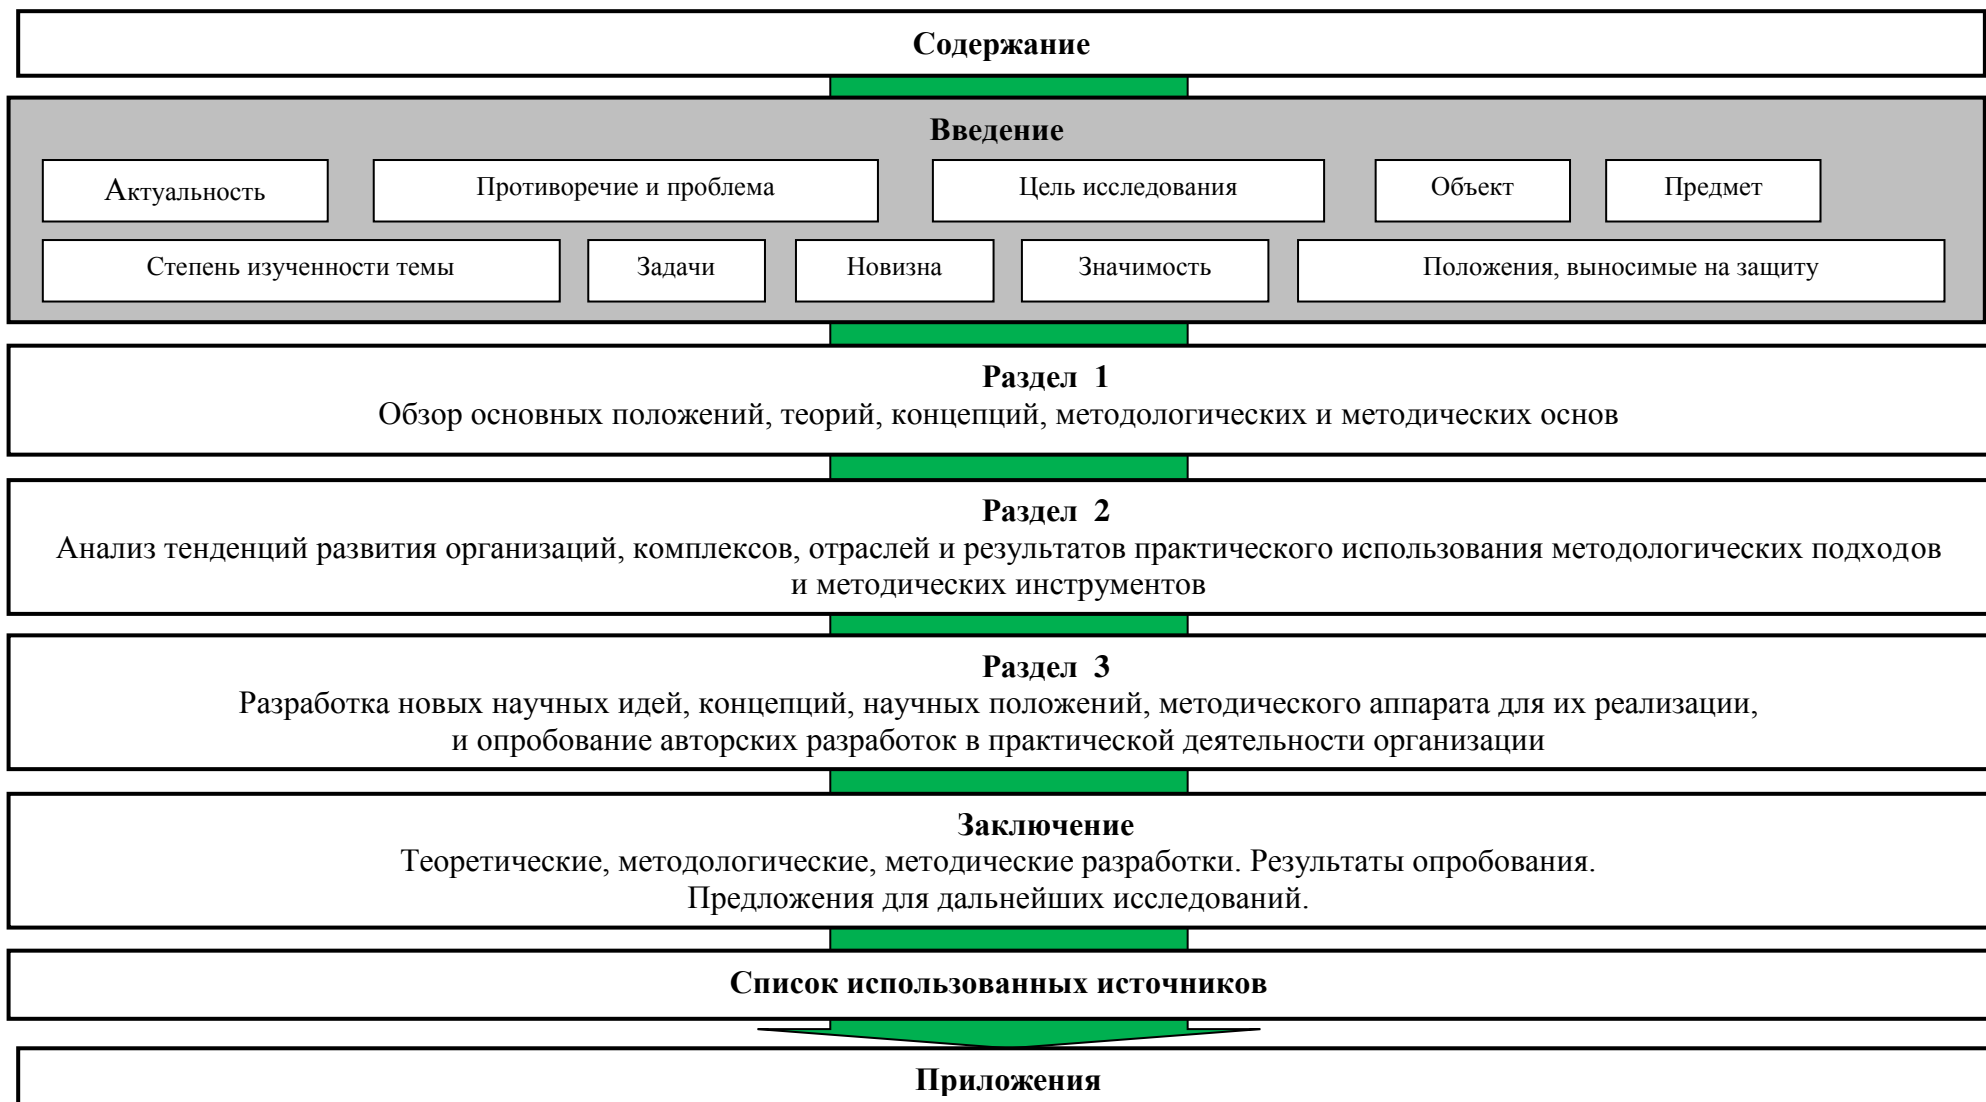 Содержание
Введение
Актуальность
Противоречие и проблема
Цель исследования
Объект
Предмет
Степень изученности темы
Задачи
Новизна
Значимость
Положения, выносимые на защиту
Раздел 1
Обзор основных положений, теорий, концепций, методологических и методических основ
Раздел 2
Анализ тенденций развития организаций, комплексов, отраслей и результатов практического использования методологических подходов
и методических инструментов
Раздел 3
Разработка новых научных идей, концепций, научных положений, методического аппарата для их реализации,
и опробование авторских разработок в практической деятельности организации
Заключение
Теоретические, методологические, методические разработки. Результаты опробования.
Предложения для дальнейших исследований.
Список использованных источников
Приложения